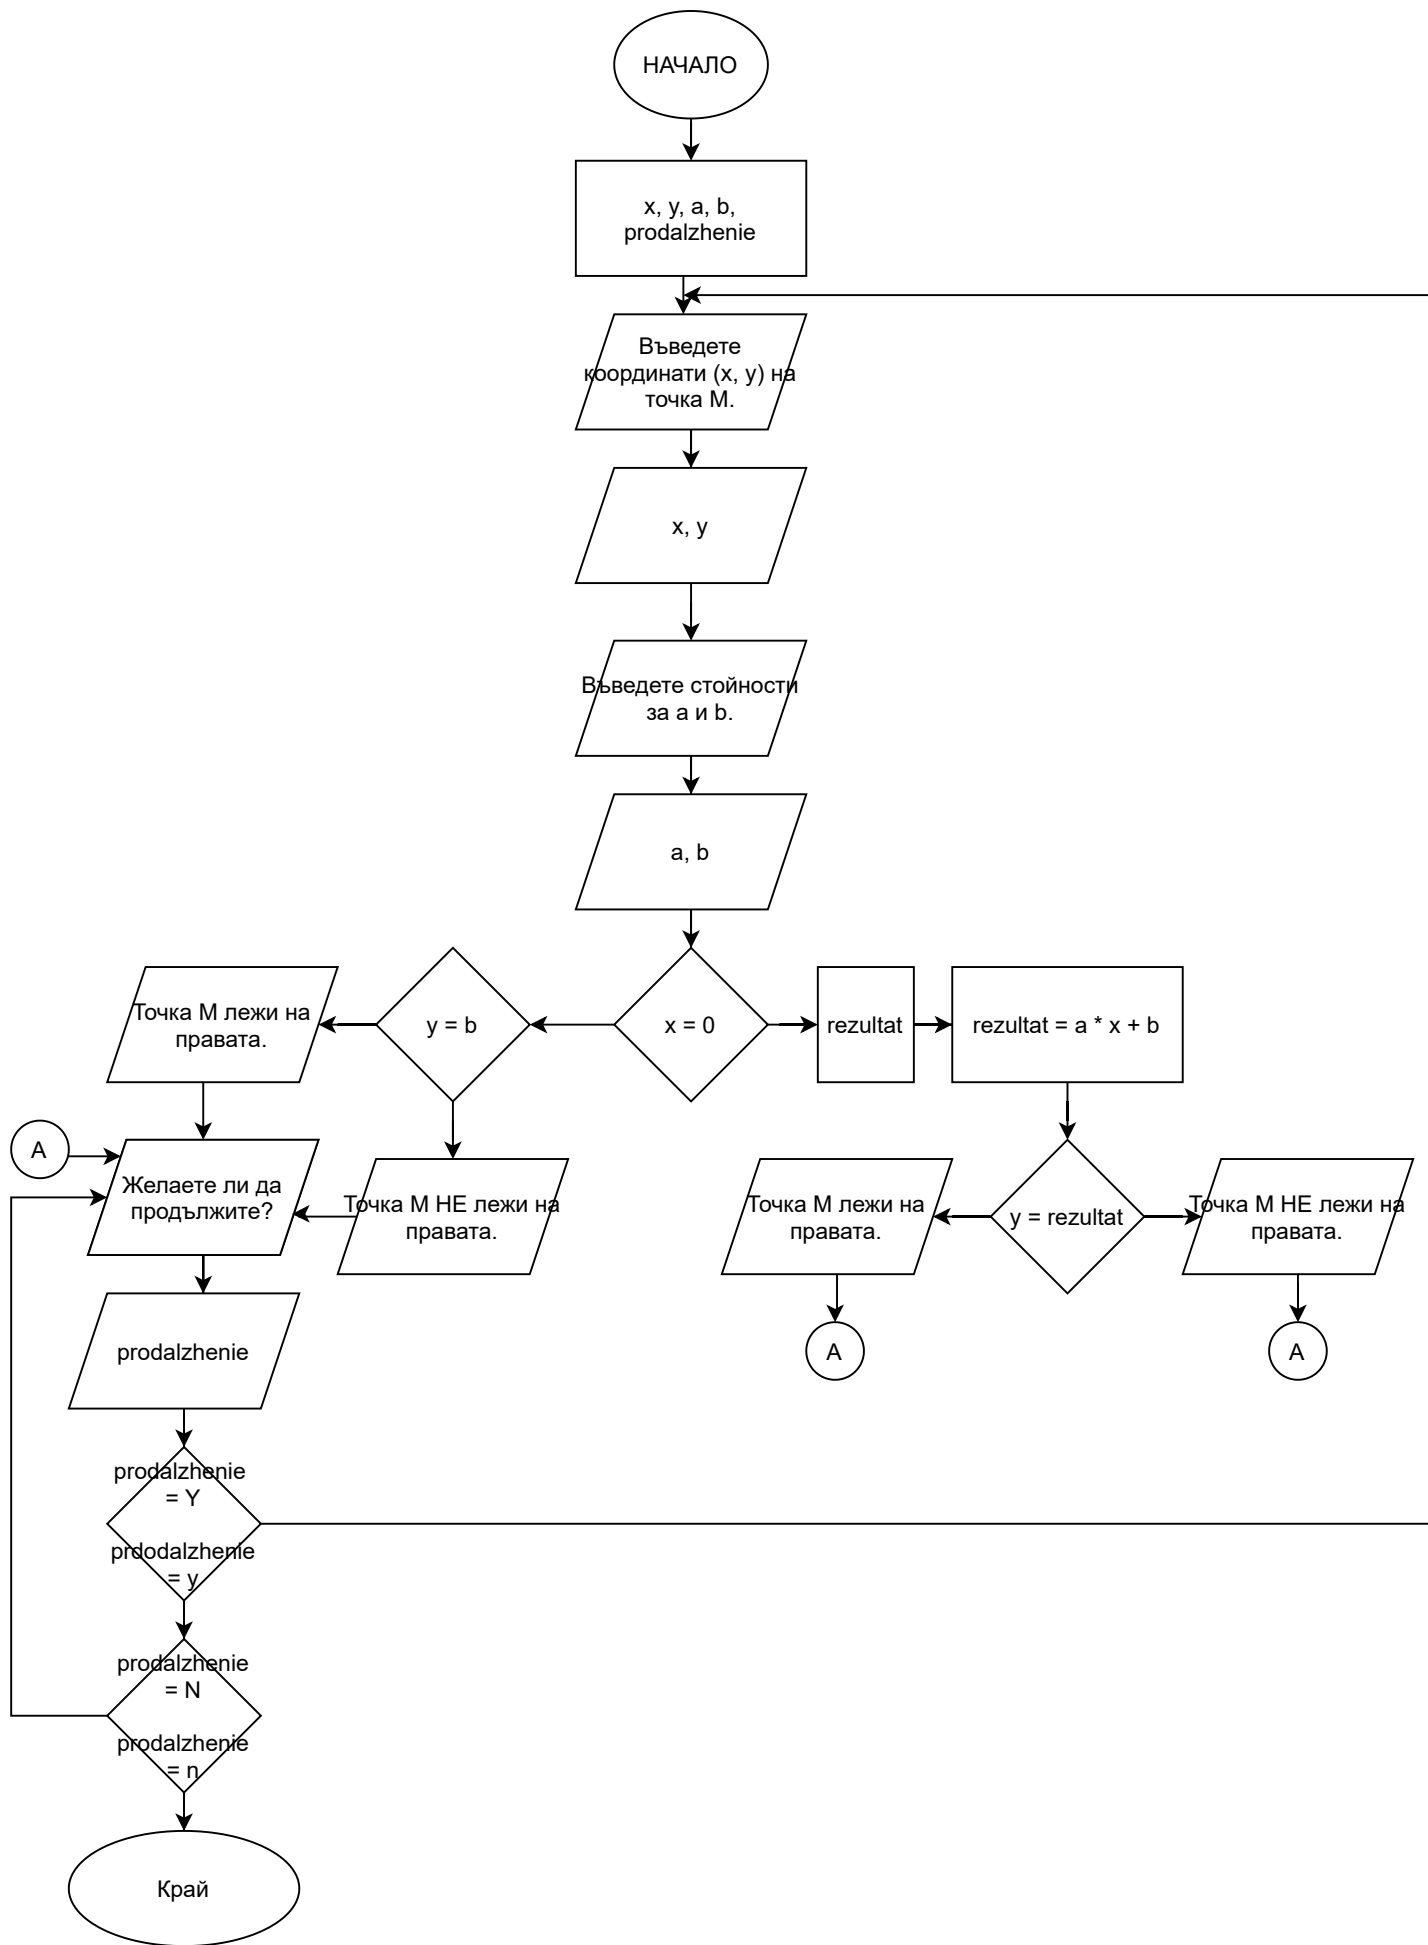 НАЧАЛО
x, y, a, b,
prodalzhenie
Въведете
координати (x, y) на
точка М.
x, y
Въведете стойности
за a и b.
a, b
Точка М лежи на
правата.
y = b
x = 0
rezultat
rezultat = a * x + b
A
Желаете ли да
продължите?
Точка М НЕ лежи на
правата.
Точка М лежи на
правата.
y = rezultat
Точка М НЕ лежи на
правата.
prodalzhenie
A
A
prodalzhenie
= Y
prdodalzhenie
= y
prodalzhenie
= N
prodalzhenie
= n
Край